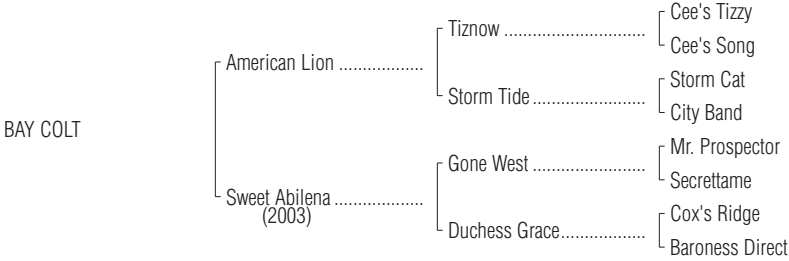 Cee's Tizzy
Tiznow ..............................
Cee's Song
American Lion ..................
Storm Cat
Storm Tide........................
City Band
BAY COLT
Mr. Prospector
Gone West ........................
Secrettame
Sweet Abilena ...................
(2003)
Cox's Ridge
Duchess Grace..................
Baroness Direct